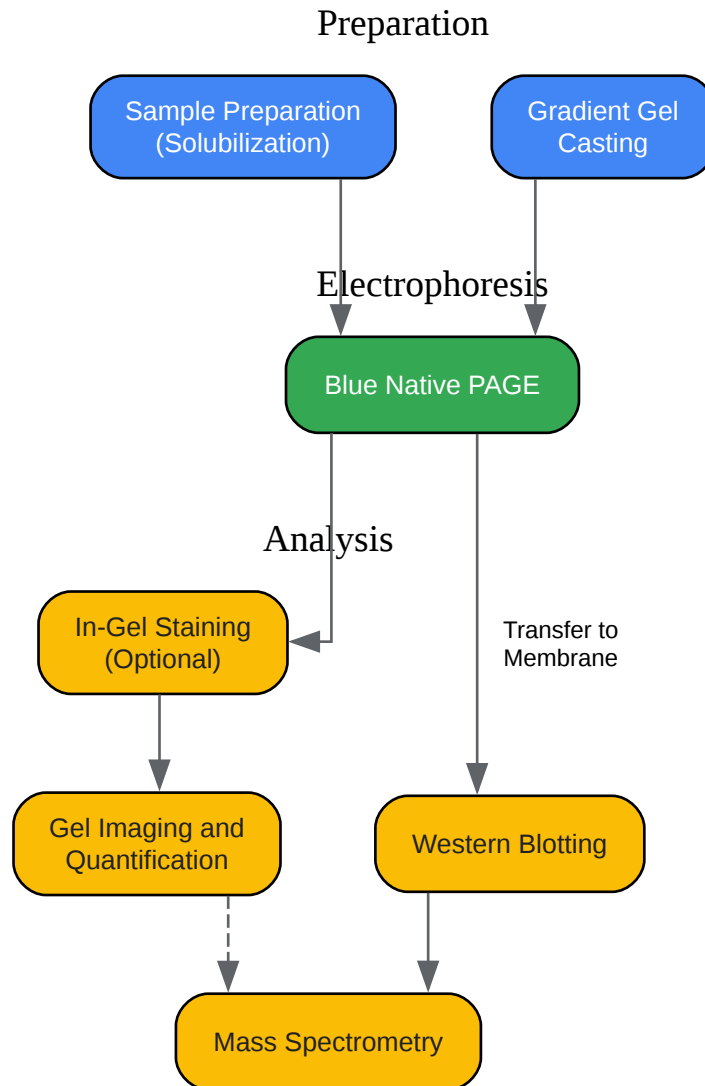 Preparation
Sample Preparation
(Solubilization)
Gradient Gel
Casting
Electrophoresis
Blue Native PAGE
Analysis
In-Gel Staining
(Optional)
Transfer to
Membrane
Gel Imaging and
Quantification
Western Blotting
Mass Spectrometry